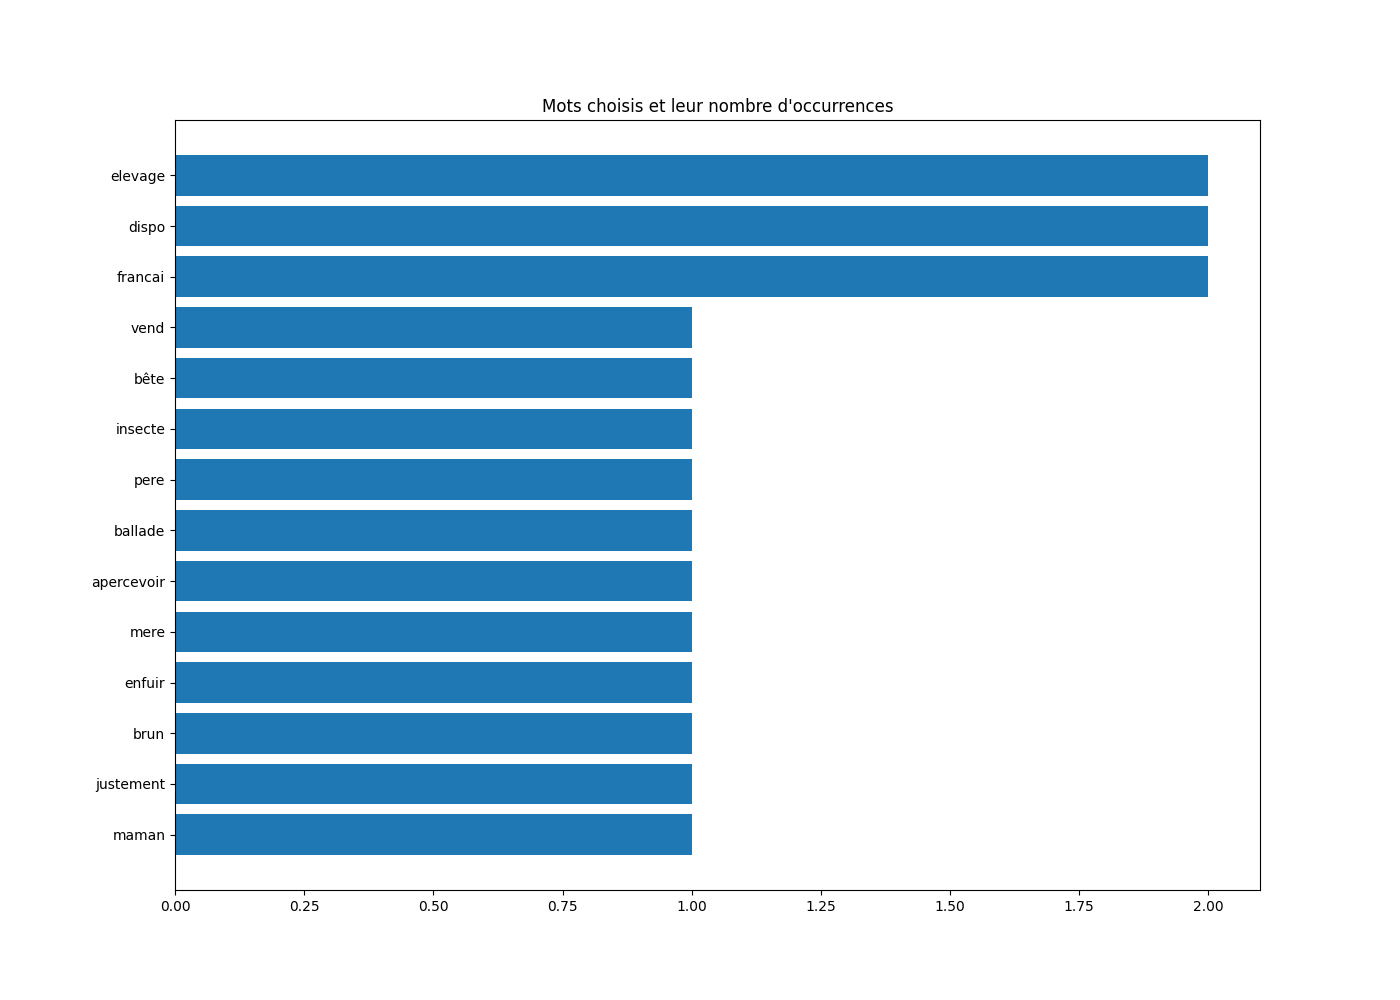 Mots choisis et leur nombre d'occurrences
elevage
dispo
francai
vend
bête
insecte
pere
ballade
apercevoir
mere
enfuir
brun
justement
maman
0.00 0.25 0.50 0.75 1.00 1.25 1.50 1.75 2.00